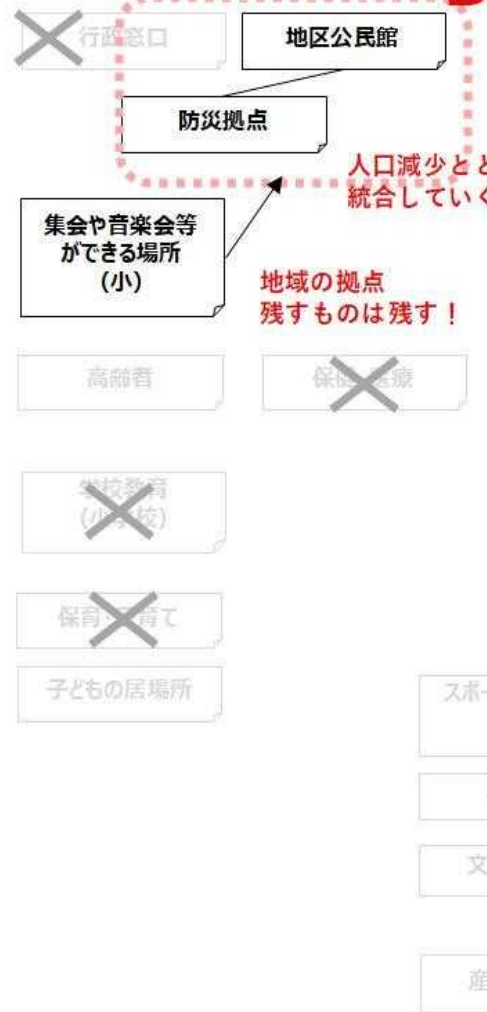 行政窓口
地区公民館
防災拠点
人口減少とと
統合していく
集会や音楽会等
ができる場所
(小)
地域の拠点
残すものは残す！
高齢者
保健・医療
学校教育
(小学校)
保育・子育て
子どもの居場所
スポー
文
産